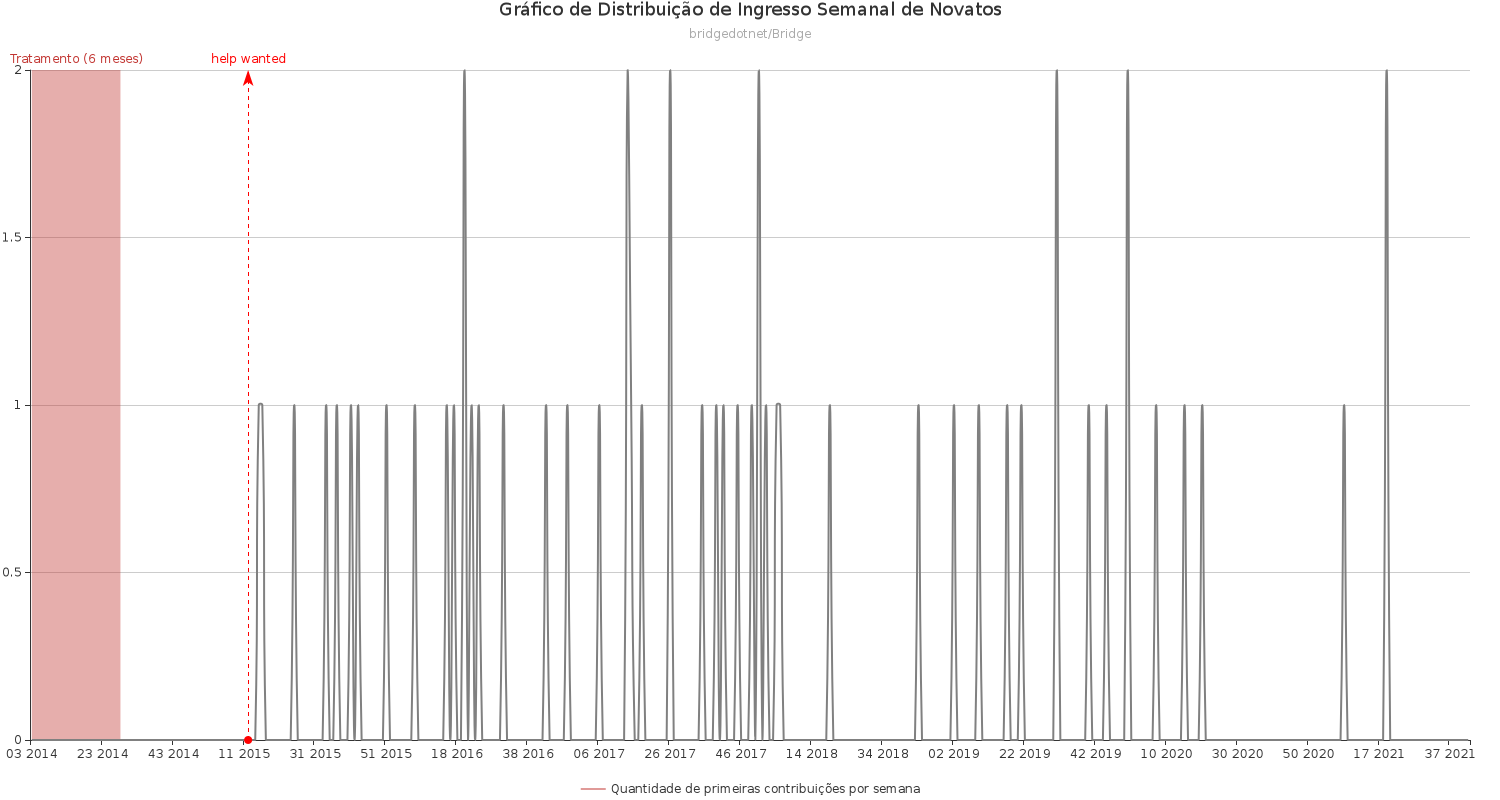 Gráfico de Distribuição de Ingresso Semanal de Novatos
bridgedotnet/Bridge
Tratamento (6 meses)
help wanted
2
1.5
1
0.5
0
03 2014 23 2014 43 2014 11 2015 31 2015 51 2015 18 2016 38 2016 06 2017 26 2017 46 2017 14 2018 34 2018 02 2019 22 2019 42 2019 10 2020 30 2020 50 2020 17 2021 37 2021
Quantidade de primeiras contribuições por semana